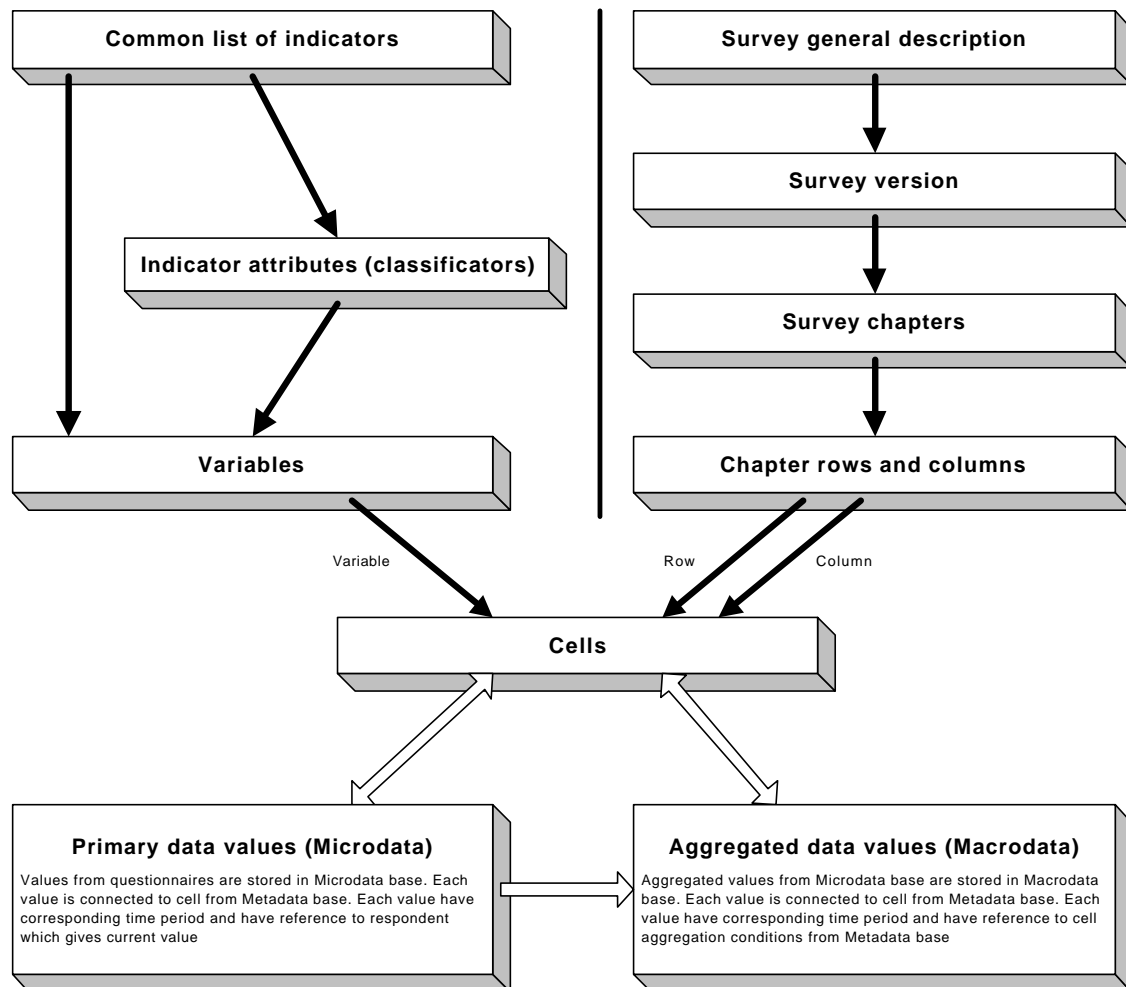 Common list of indicators
Survey general description
Survey version
Indicator attributes (classificators)
Survey chapters
Variables
Chapter rows and columns
Variable
Row
Column
Cells
Primary data values (Microdata)
Values from questionnaires are stored in Microdata base. Each
value is connected to cell from Metadata base. Each value have
corresponding time period and have reference to respondent
which gives current value
Aggregated data values (Macrodata)
Aggregated values from Microdata base are stored in Macrodata
base. Each value is connected to cell from Metadata base. Each
value have corresponding time period and have reference to cell
aggregation conditions from Metadata base